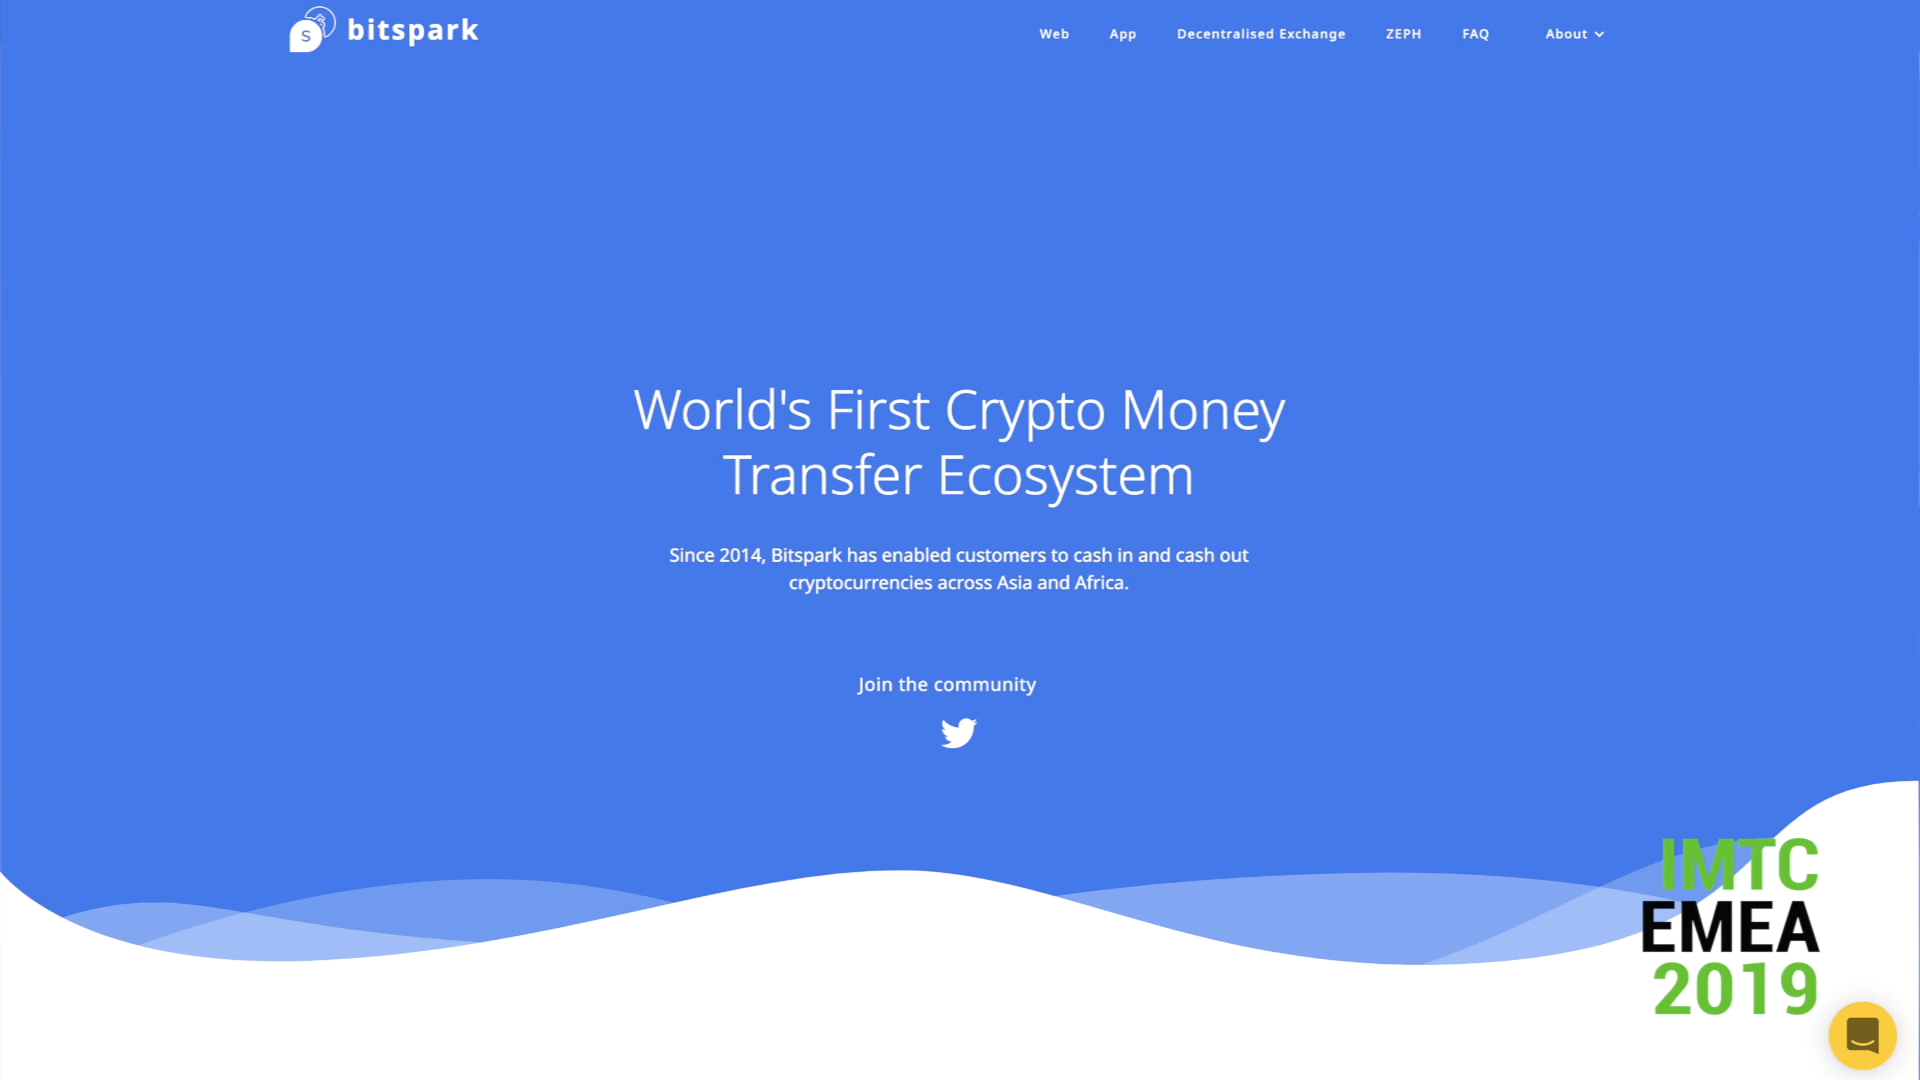 S bitspark
Web App Decentralised Exchange ZEPH FAQ About
World's First Crypto Money
Transfer Ecosystem
Since 2014, Bitspark has enabled customers to cash in and cash out
cryptocurrencies across Asia and Africa.
Join the community
IMTC
EMEA
2019